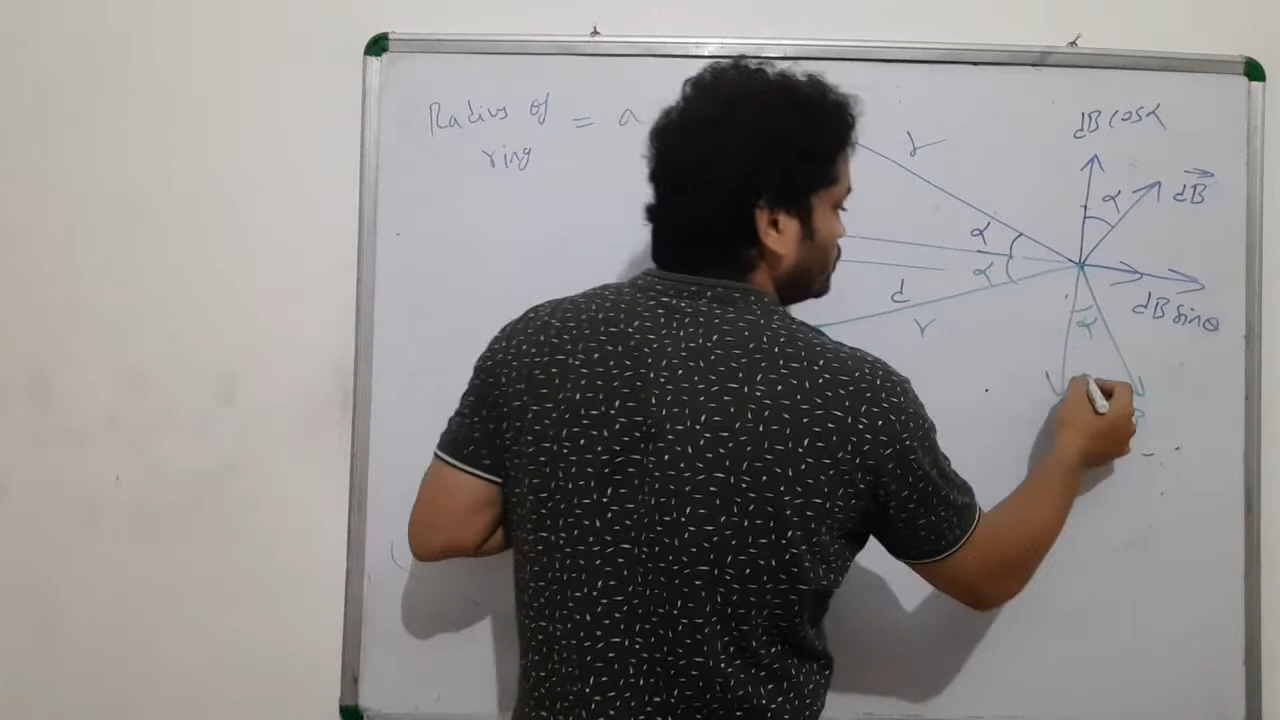 Radius of
ring = a
r
dB cosα
α
dB
α
α
d
r
dB sinθ
α